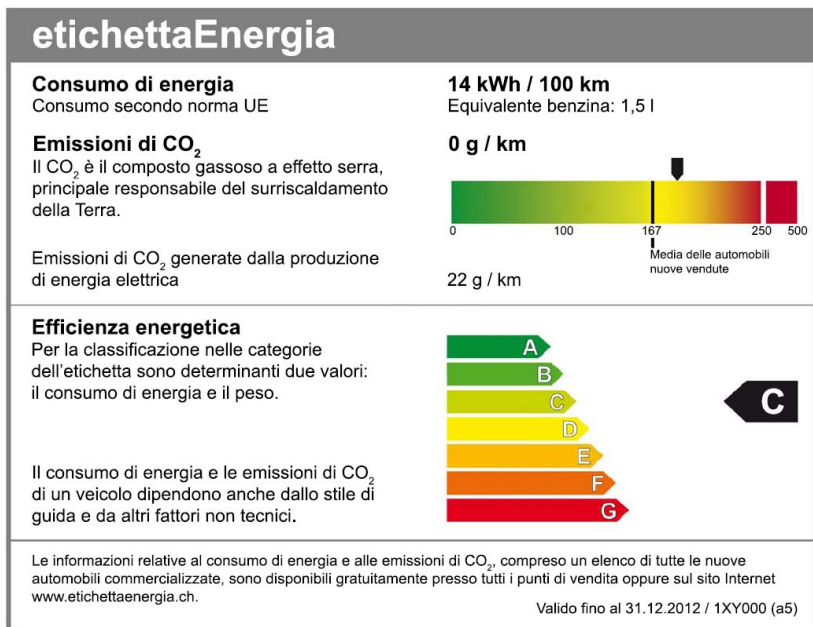 etichettaEnergia
Consumo di energia
14 kWh / 100 km
Consumo secondo norma UE
Equivalente benzina: 1,5 l
Emissioni di CO₂
0 g / km
Il CO₂ è il composto gassoso a effetto serra,
principale responsabile del surriscaldamento
della Terra.
0 100 167 250 500
Media delle automobili
nuove vendute
Emissioni di CO₂ generate dalla produzione
di energia elettrica
22 g / km
Efficienza energetica
Per la classificazione nelle categorie
dell'etichetta sono determinanti due valori:
il consumo di energia e il peso.
A
B
C
D
E
F
G
C
Il consumo di energia e le emissioni di CO₂
di un veicolo dipendono anche dallo stile di
guida e da altri fattori non tecnici.
Le informazioni relative al consumo di energia e alle emissioni di CO₂, compreso un elenco di tutte le nuove
automobili commercializzate, sono disponibili gratuitamente presso tutti i punti di vendita oppure sul sito Internet
www.etichettaenergia.ch.
Valido fino al 31.12.2012 / 1XY000 (a5)